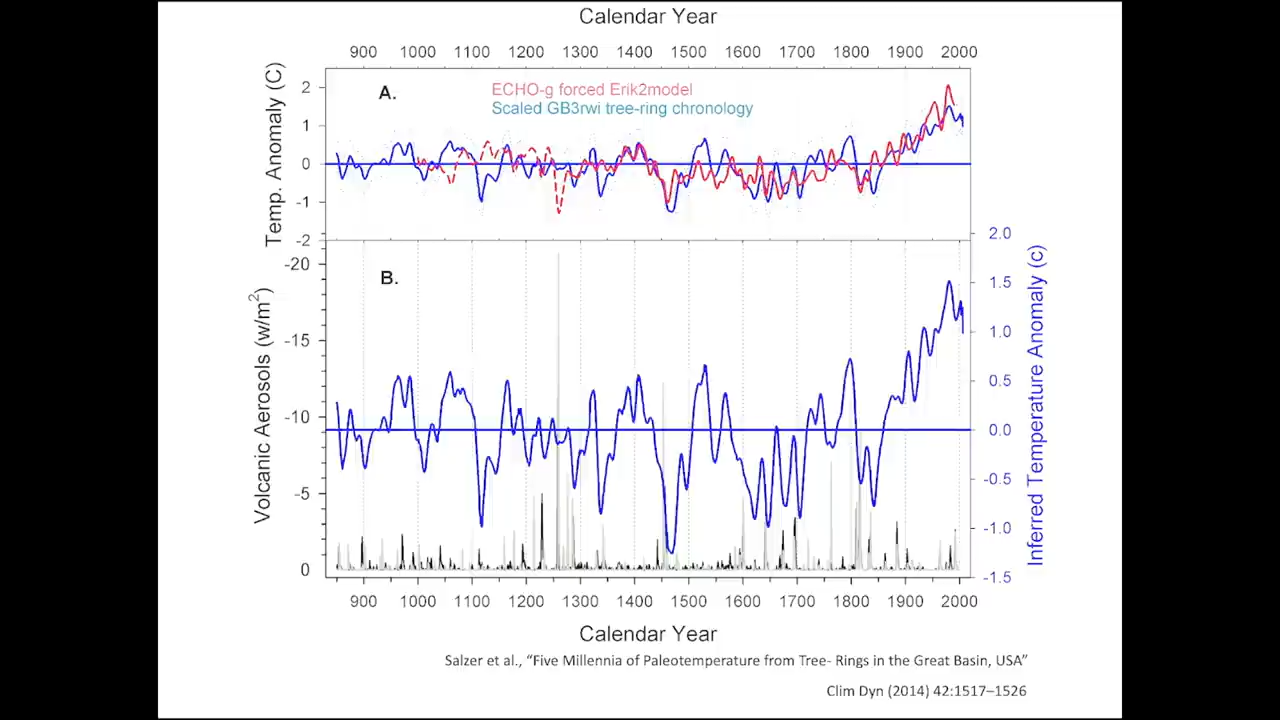 Calendar Year
900 1000 1100 1200 1300 1400 1500 1600 1700 1800 1900 2000
Temp. Anomaly (C)
2
1
0
-1
-2
A.
ECHO-g forced Erik2model
Scaled GB3rwi tree-ring chronology
Volcanic Aerosols (w/m²)
-20
-15
-10
-5
0
B.
2.0
1.5
1.0
0.5
0.0
-0.5
-1.0
-1.5
Inferred Temperature Anomaly (c)
900 1000 1100 1200 1300 1400 1500 1600 1700 1800 1900 2000
Calendar Year
Salzer et al., “Five Millennia of Paleotemperature from Tree- Rings in the Great Basin, USA”
Clim Dyn (2014) 42:1517–1526